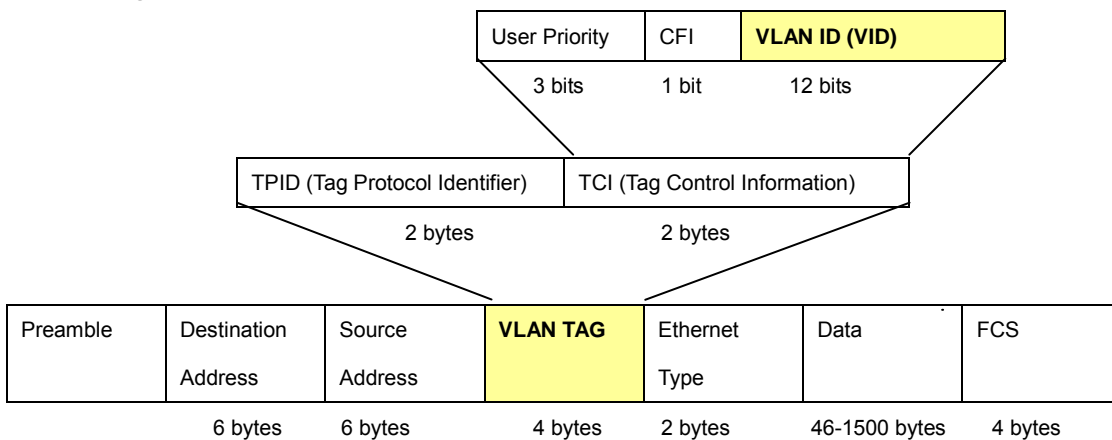 User Priority CFI VLAN ID (VID)
3 bits 1 bit 12 bits
TPID (Tag Protocol Identifier) TCI (Tag Control Information)
2 bytes 2 bytes
Preamble Destination Source VLAN TAG Ethernet Data FCS
Address Address Type
6 bytes 6 bytes 4 bytes 2 bytes 46-1500 bytes 4 bytes